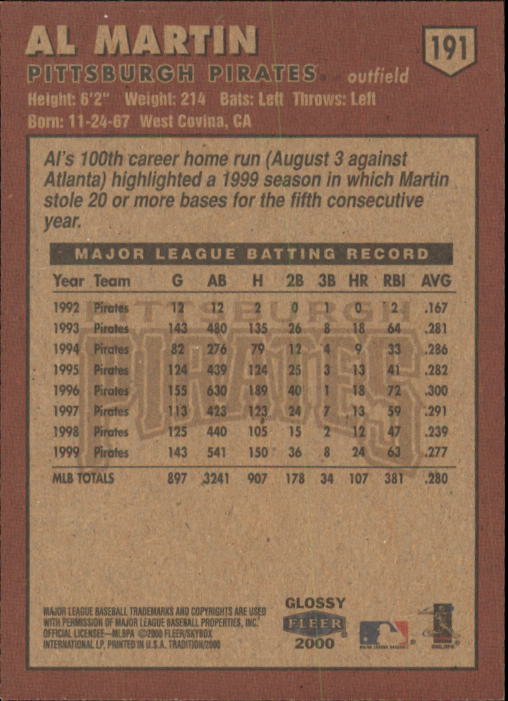 AL MARTIN
191
PITTSBURGH PIRATES® outfield
Height: 6'2" Weight: 214 Bats: Left Throws: Left
Born: 11-24-67 West Covina, CA
Al's 100th career home run (August 3 against
Atlanta) highlighted a 1999 season in which Martin
stole 20 or more bases for the fifth consecutive
year.
MAJOR LEAGUE BATTING RECORD
Year Team G AB H 2B 3B HR RBI AVG
1992 Pirates 12 12 2 0 1 0 2 .167
1993 Pirates 143 480 135 26 8 18 64 .281
1994 Pirates 82 276 79 12 4 9 33 .286
1995 Pirates 124 439 124 25 3 13 41 .282
1996 Pirates 155 630 189 40 1 18 72 .300
1997 Pirates 113 423 123 24 7 13 59 .291
1998 Pirates 125 440 105 15 2 12 47 .239
1999 Pirates 143 541 150 36 8 24 63 .277
MLB TOTALS 897 3241 907 178 34 107 381 .280
PITTSBURGH
PIRATES
MAJOR LEAGUE BASEBALL TRADEMARKS AND COPYRIGHTS ARE USED
WITH PERMISSION OF MAJOR LEAGUE BASEBALL PROPERTIES, INC.
OFFICIAL LICENSEE—MLBPA ©2000 FLEER/SKYBOX
INTERNATIONAL LP, PRINTED IN U.S.A. TRADITION/2000
GLOSSY
FLEER
2000